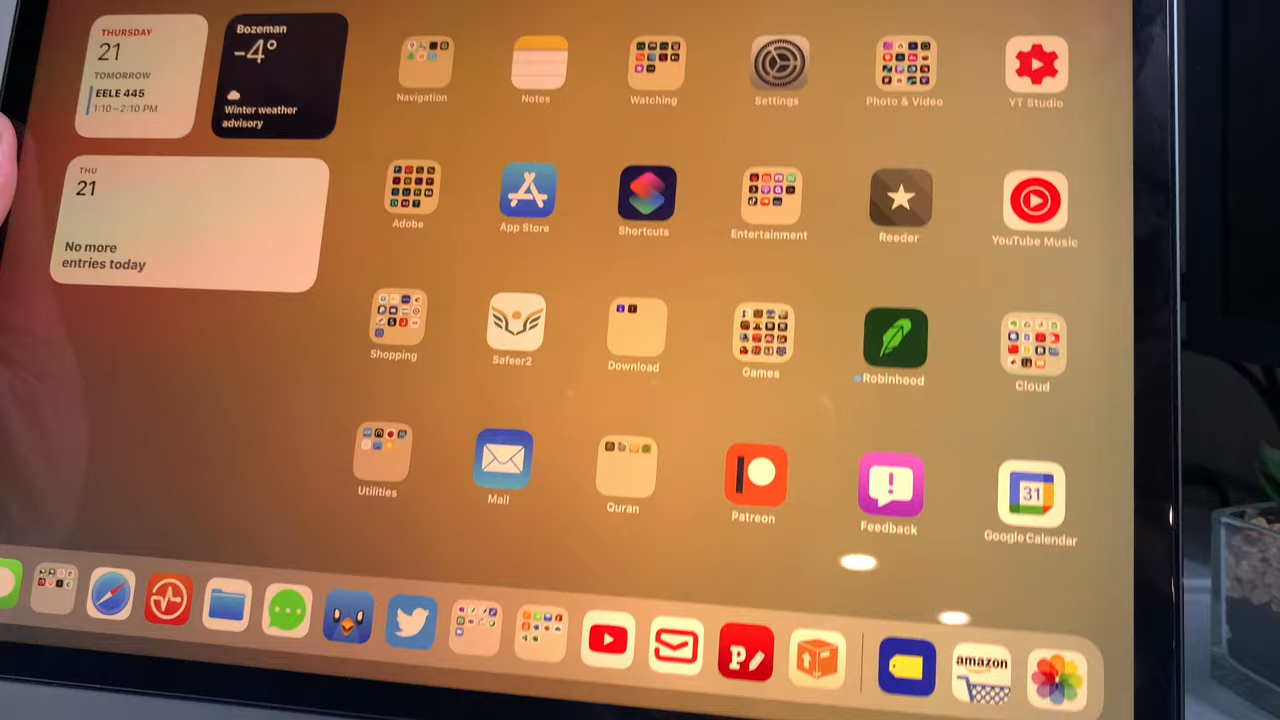 THURSDAY
21
TOMORROW
EELE 445
1:10–2:10 PM
Bozeman
-4°
Winter weather
advisory
THU
21
No more
entries today
Navigation
Notes
Watching
Settings
Photo & Video
YT Studio
Adobe
App Store
Shortcuts
Entertainment
Reeder
YouTube Music
Shopping
Safeer2
Download
Games
Robinhood
Cloud
Utilities
Mail
Quran
Patreon
Feedback
31
Google Calendar
P
amazon